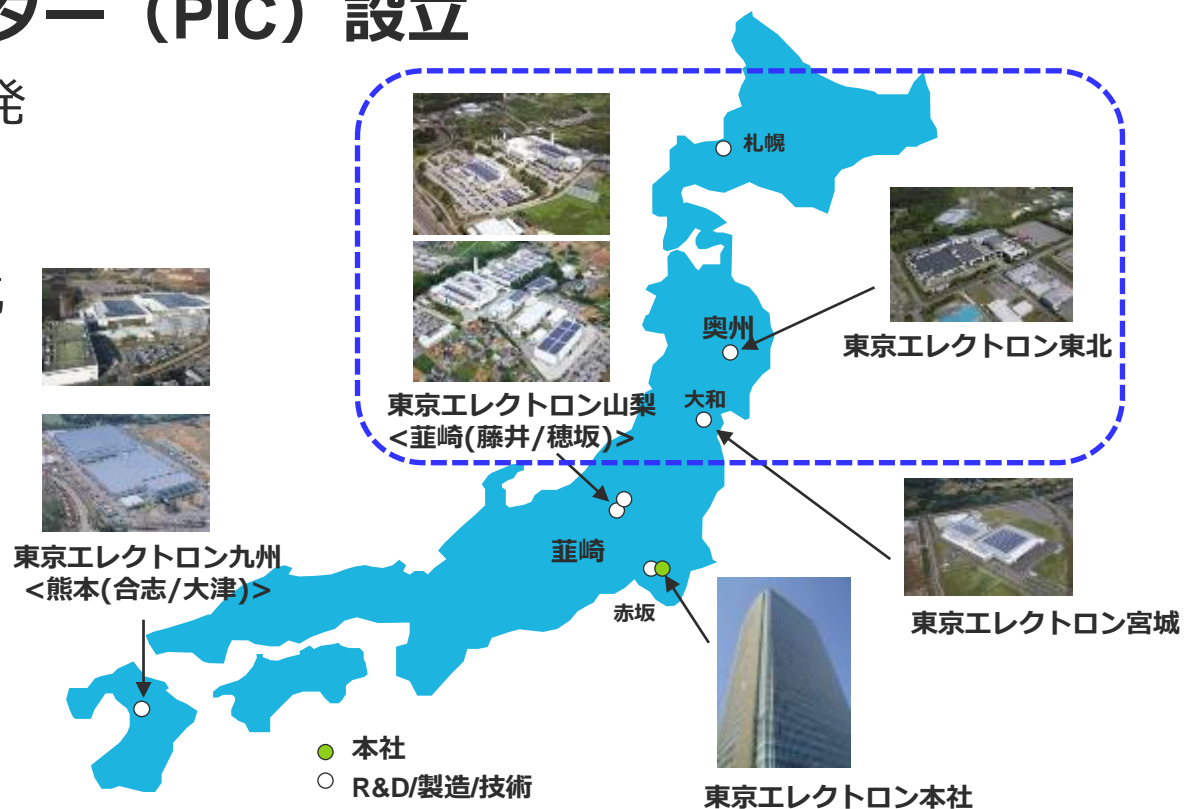 ター（PIC）設立
発
札幌
奥州
東京エレクトロン東北
大和
東京エレクトロン山梨
<韮崎(藤井/穂坂)>
東京エレクトロン九州
<熊本(合志/大津)>
韮崎
赤坂
東京エレクトロン宮城
本社
R&D/製造/技術
東京エレクトロン本社